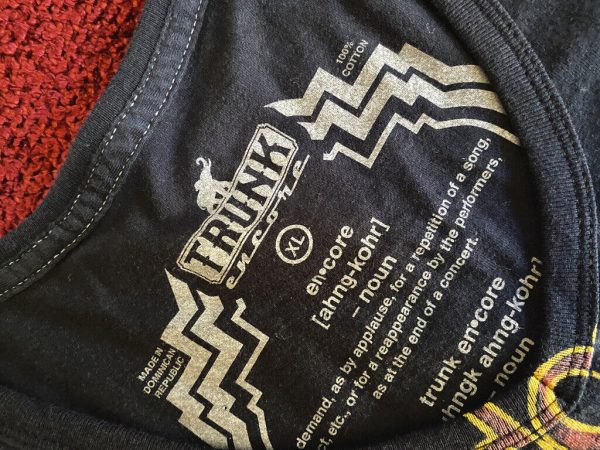 100%
COTTON
TRUNK
encore
XL
MADE IN
DOMINICAN
REPUBLIC
en•core
[ahng-kohr]
– noun
demand, as by applause, for a repetition of a song,
etc., or for a reappearance by the performers,
as at the end of a concert.
trunk en•core
ahng-kohr]
– noun